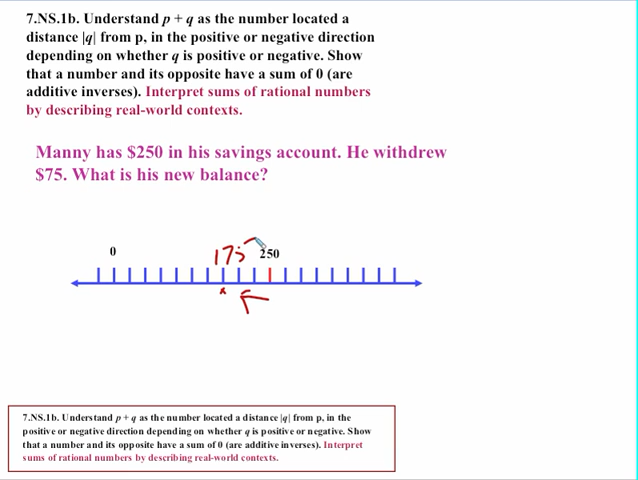 7.NS.1b. Understand p + q as the number located a
distance |q| from p, in the positive or negative direction
depending on whether q is positive or negative. Show
that a number and its opposite have a sum of 0 (are
additive inverses). Interpret sums of rational numbers
by describing real-world contexts.
Manny has $250 in his savings account. He withdrew
$75. What is his new balance?
0 175 250
7.NS.1b. Understand p + q as the number located a distance |q| from p, in the
positive or negative direction depending on whether q is positive or negative. Show
that a number and its opposite have a sum of 0 (are additive inverses). Interpret
sums of rational numbers by describing real-world contexts.